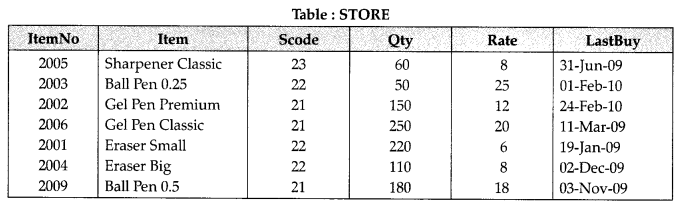 Table : STORE
ItemNo Item Scode Qty Rate LastBuy
2005 Sharpener Classic 23 60 8 31-Jun-09
2003 Ball Pen 0.25 22 50 25 01-Feb-10
2002 Gel Pen Premium 21 150 12 24-Feb-10
2006 Gel Pen Classic 21 250 20 11-Mar-09
2001 Eraser Small 22 220 6 19-Jan-09
2004 Eraser Big 22 110 8 02-Dec-09
2009 Ball Pen 0.5 21 180 18 03-Nov-09